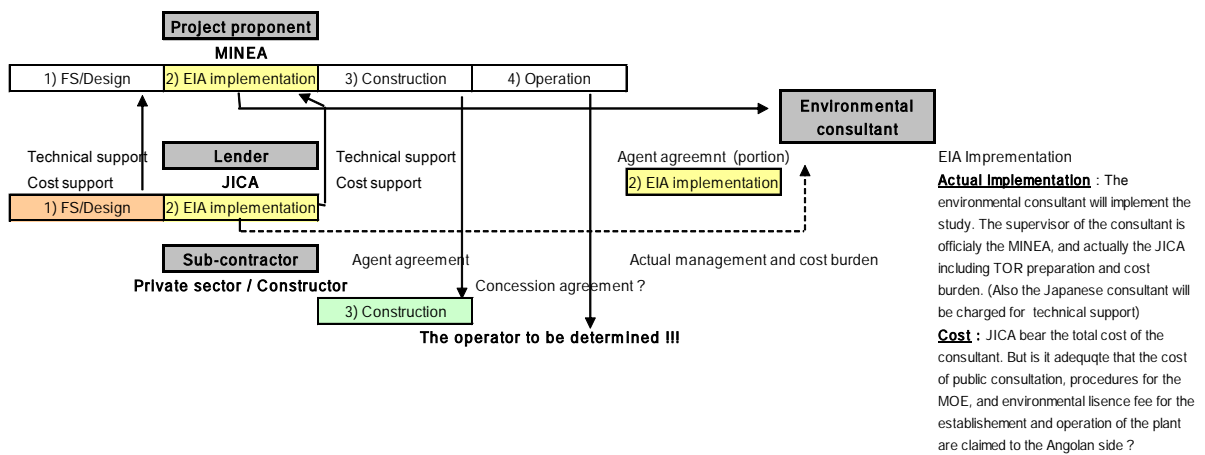 Project proponent
MINEA
1) FS/Design
2) EIA implementation
3) Construction
4) Operation
Environmental
consultant
Technical support
Cost support
Lender
JICA
Technical support
Cost support
Agent agreemnt (portion)
2) EIA implementation
1) FS/Design
2) EIA implementation
Sub-contractor
Private sector / Constructor
Agent agreement
Actual management and cost burden
Concession agreement ?
3) Construction
The operator to be determined !!!
EIA Imprementation
Actual implementation : The
environmental consultant will implement the
study. The supervisor of the consultant is
officialy the MINEA, and actually the JICA
including TOR preparation and cost
burden. (Also the Japanese consultant will
be charged for technical support)
Cost : JICA bear the total cost of the
consultant. But is it adequqte that the cost
of public consultation, procedures for the
MOE, and environmental lisence fee for the
establishement and operation of the plant
are claimed to the Angolan side ?